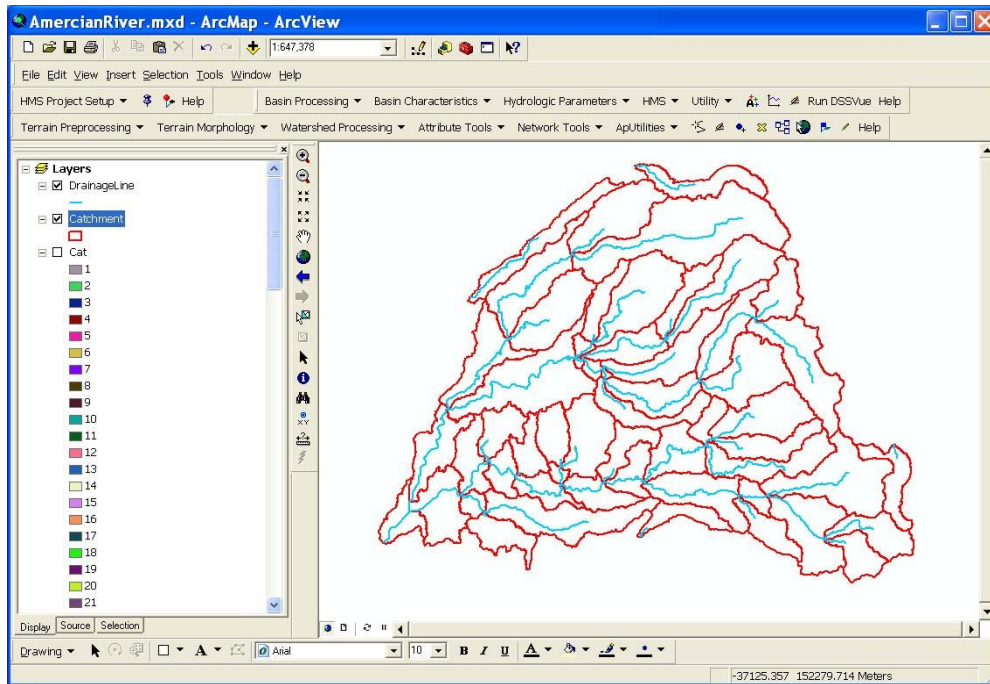 AmercianRiver.mxd - ArcMap - ArcView
1:647,378
File Edit View Insert Selection Tools Window Help
HMS Project Setup Help Basin Processing Basin Characteristics Hydrologic Parameters HMS Utility Run DSSVue Help
Terrain Preprocessing Terrain Morphology Watershed Processing Attribute Tools Network Tools ApUtilities Help
Layers
DrainageLine
Catchment
Cat
1
2
3
4
5
6
7
8
9
10
11
12
13
14
15
16
17
18
19
20
21
Display Source Selection
Drawing A Arial 10 B I U A
-37125.357 152279.714 Meters